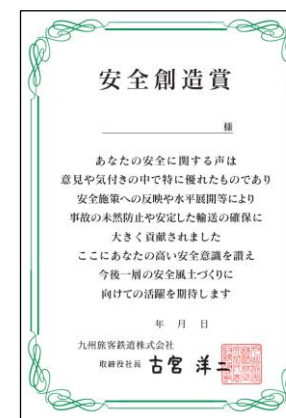 安全創造賞
様
あなたの安全に関する声は
意見や気付きの中で特に優れたものであり
安全施策への反映や水平展開等により
事故の未然防止や安定した輸送の確保に
大きく貢献されました
ここにあなたの高い安全意識を讃え
今後一層の安全風土づくりに
向けての活躍を期待します
年 月 日
九州旅客鉄道株式会社
取締役社長 古宮 洋二